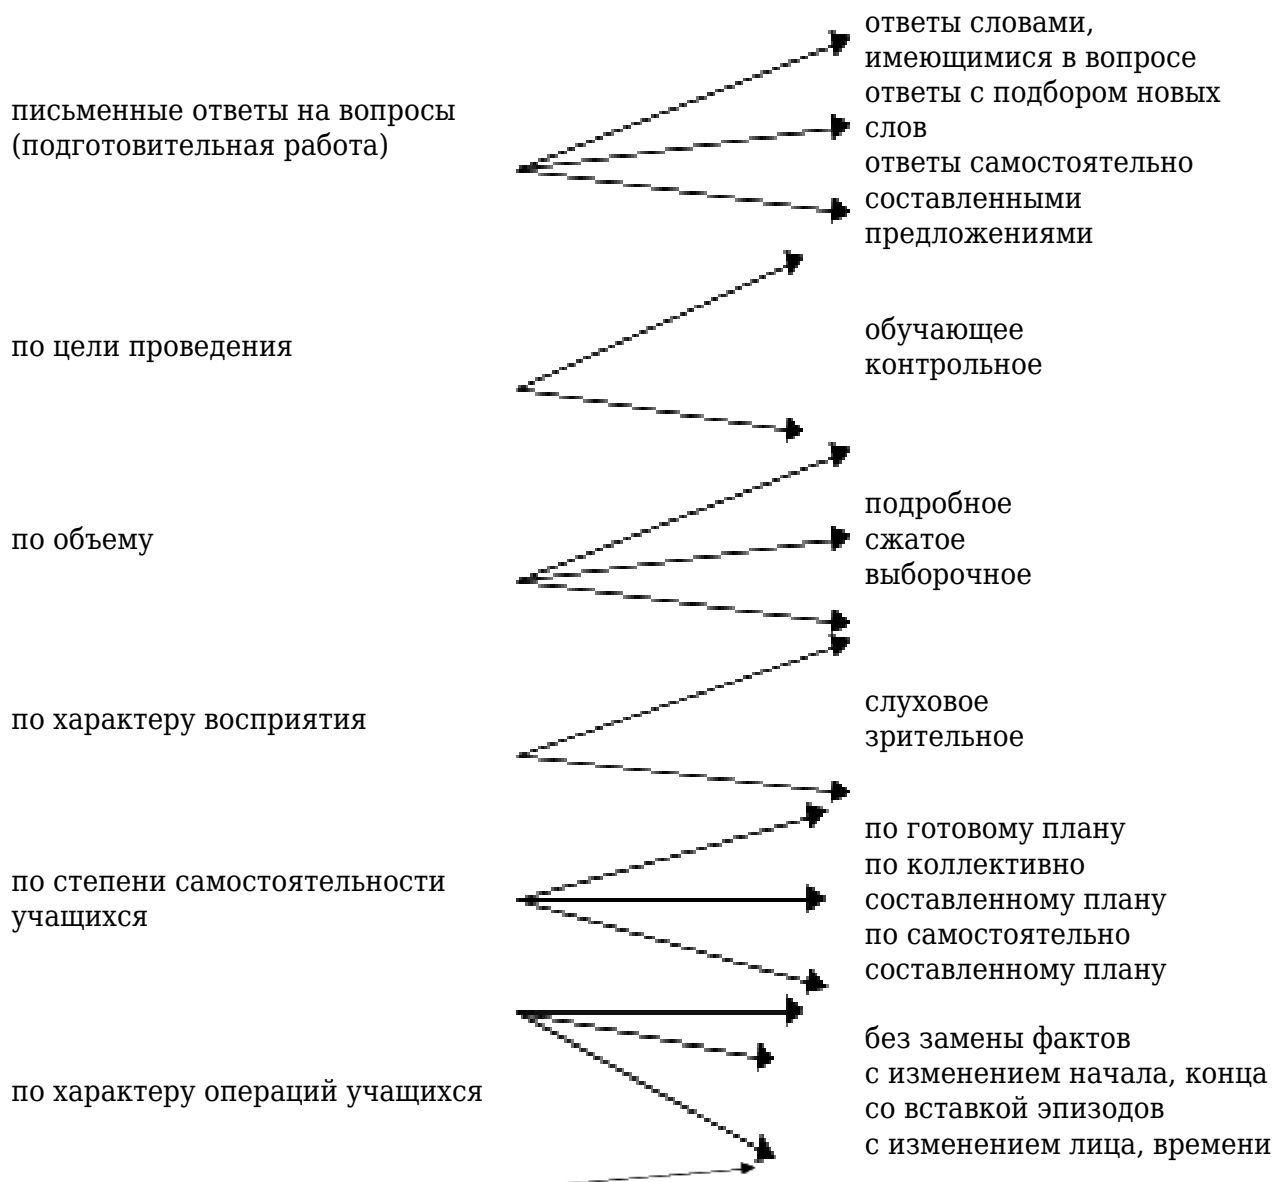 письменные ответы на вопросы
(подготовительная работа)
ответы словами,
имеющимися в вопросе
ответы с подбором новых
слов
ответы самостоятельно
составленными
предложениями
по цели проведения
обучающее
контрольное
по объему
подробное
сжатое
выборочное
по характеру восприятия
слуховое
зрительное
по степени самостоятельности
учащихся
по готовому плану
по коллективно
составленному плану
по самостоятельно
составленному плану
по характеру операций учащихся
без замены фактов
с изменением начала, конца
со вставкой эпизодов
с изменением лица, времени